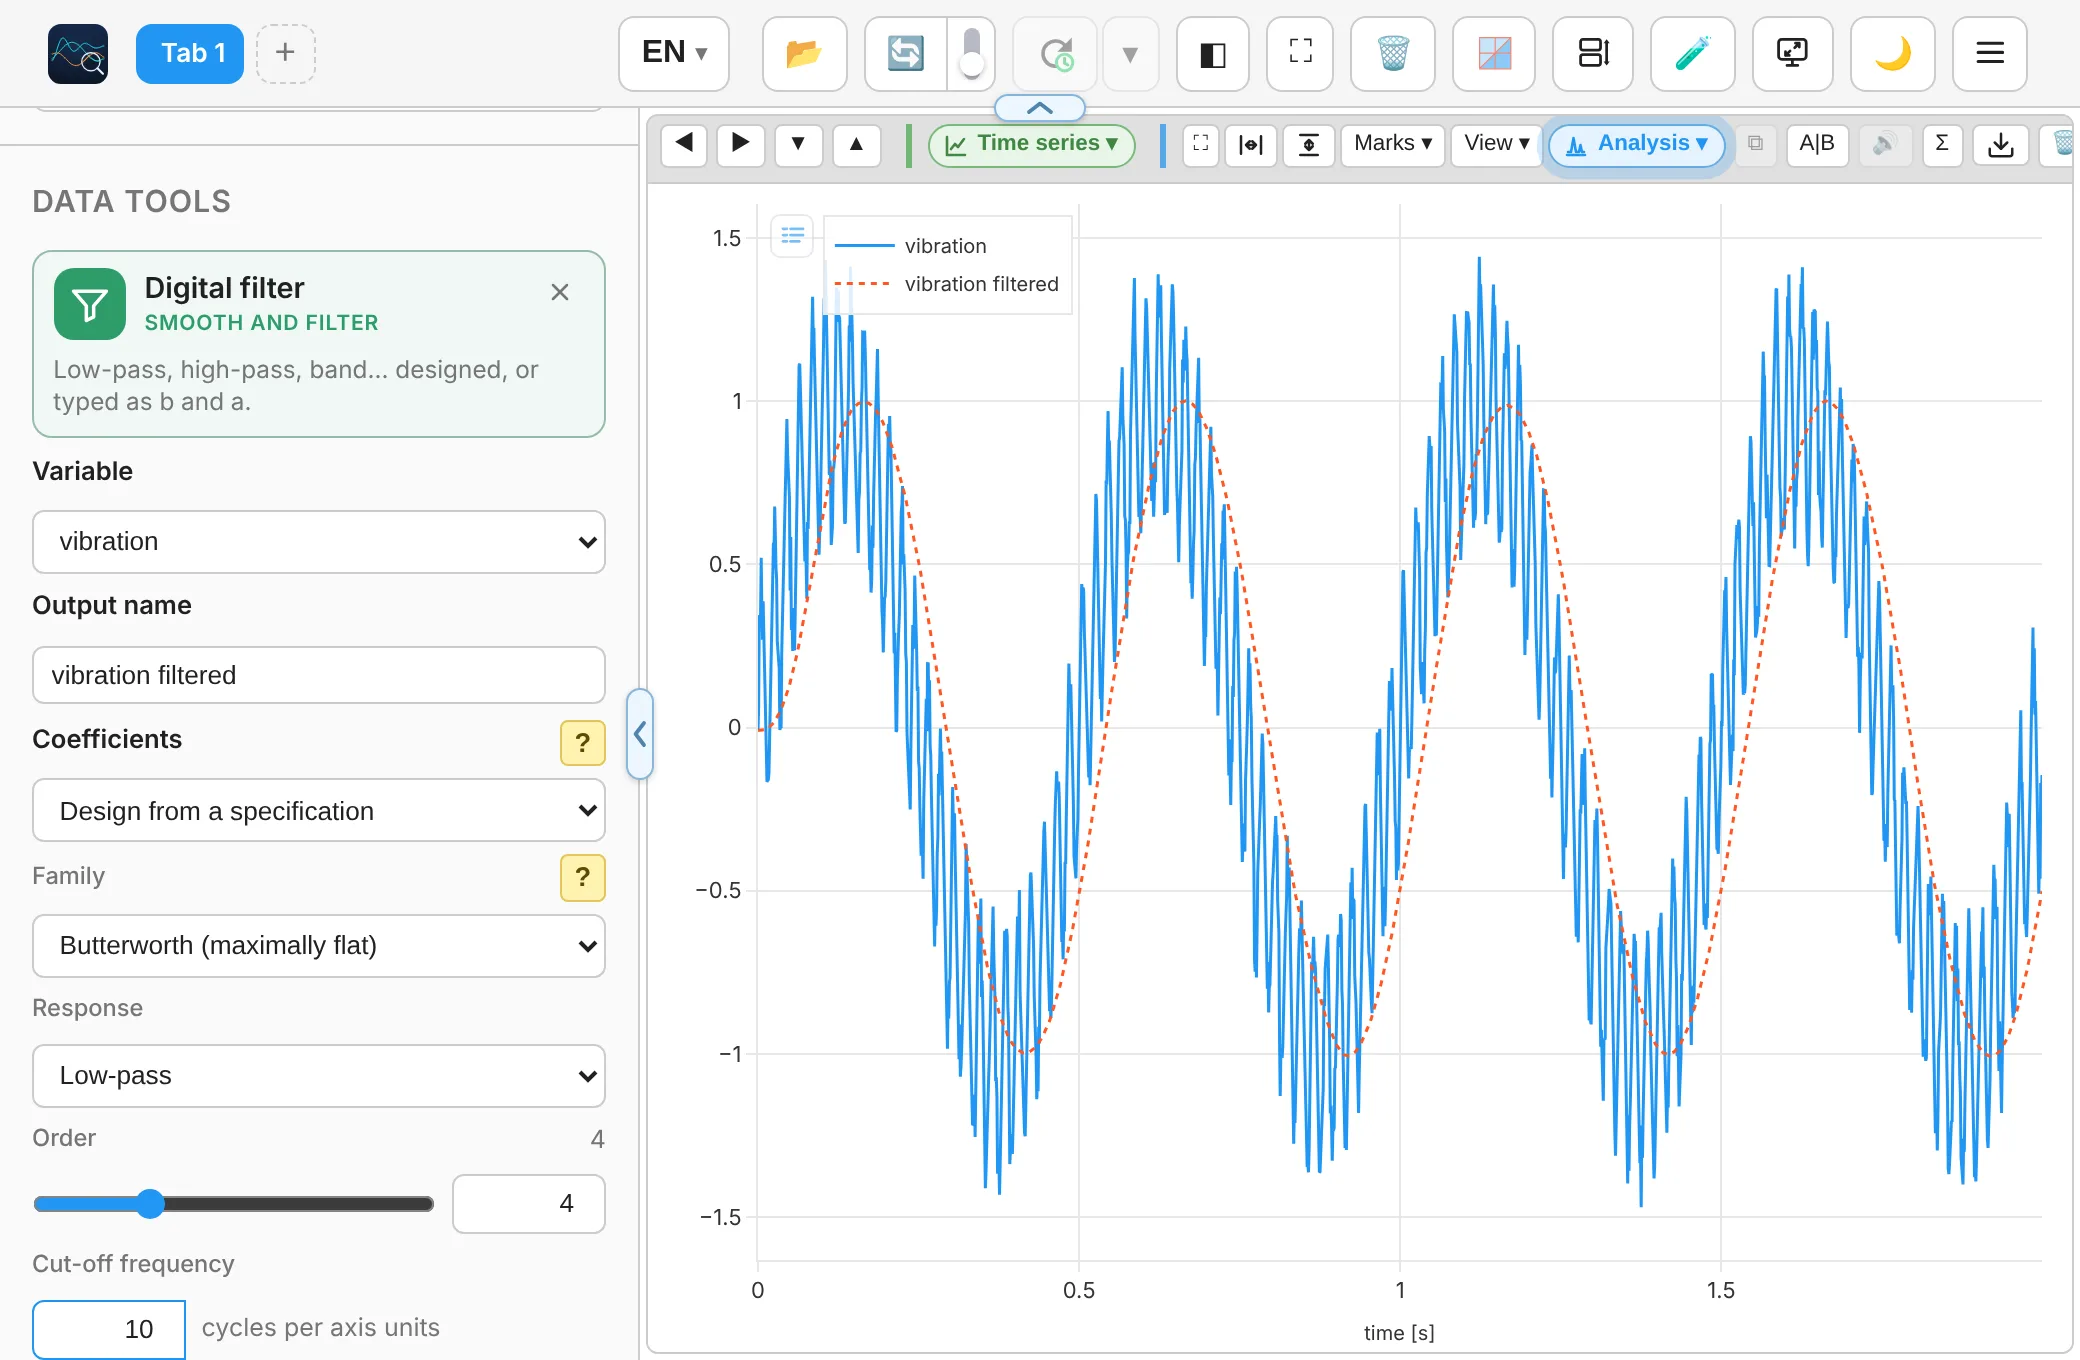 Tab 1
+
EN ▾
▼
◀ ▶ ▼ ▲
Time series ▾
Marks ▾
View ▾
Analysis ▾
A|B
Σ
DATA TOOLS
Digital filter
SMOOTH AND FILTER
Low-pass, high-pass, band... designed, or
typed as b and a.
Variable
vibration
Output name
vibration filtered
Coefficients
?
Design from a specification
Family
?
Butterworth (maximally flat)
Response
Low-pass
Order
4
4
Cut-off frequency
10
cycles per axis units
vibration
vibration filtered
1.5
1
0.5
0
−0.5
−1
−1.5
0
0.5
1
1.5
time [s]